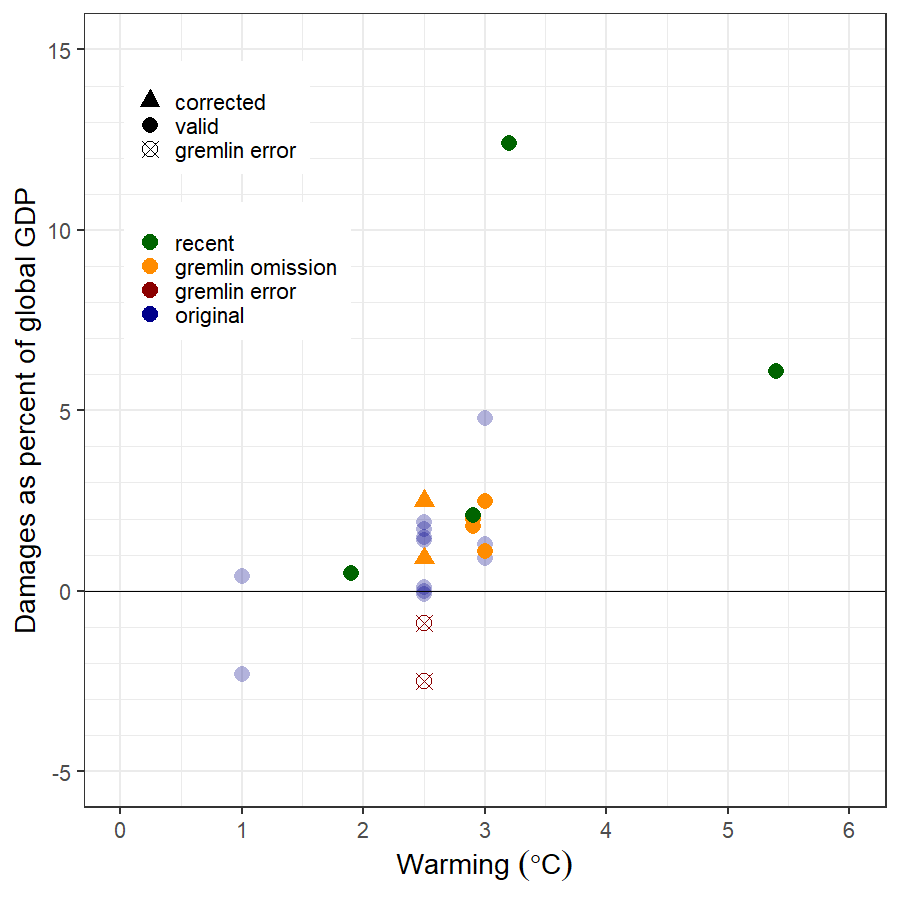 Damages as percent of global GDP
15
10
5
0
-5
corrected
valid
gremlin error
recent
gremlin omission
gremlin error
original
0 1 2 3 4 5 6
Warming (°C)